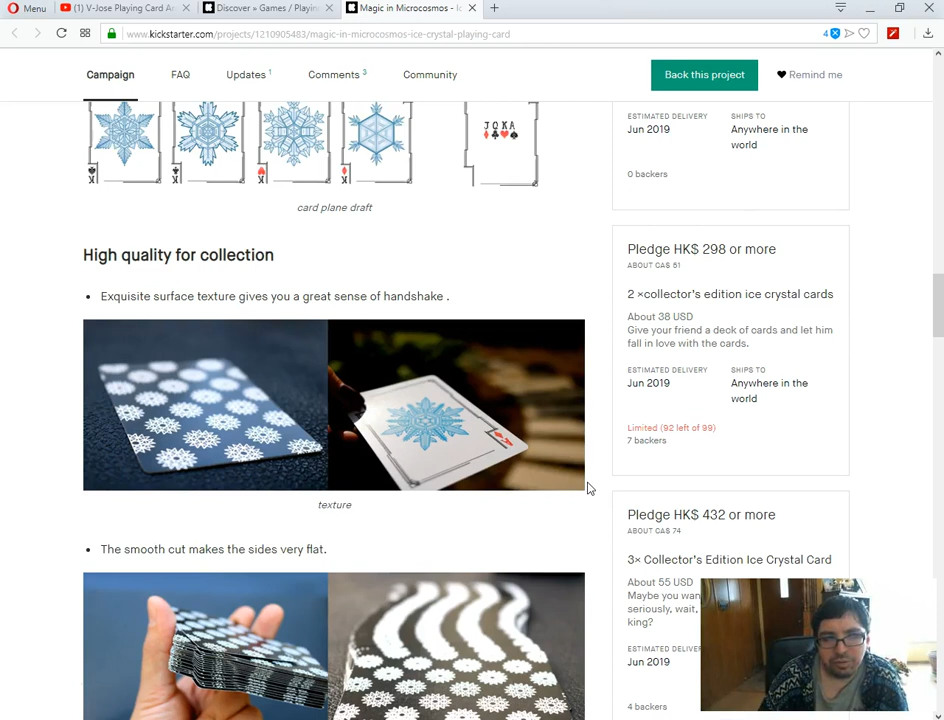 Menu
(1) V-Jose Playing Card A
Discover » Games / Playin
Magic in Microcosmos - Ic
www.kickstarter.com/projects/1210905483/magic-in-microcosmos-ice-crystal-playing-card
4
Campaign
FAQ
Updates 1
Comments 3
Community
Back this project
Remind me
JOKA
K
K
K
K
card plane draft
High quality for collection
Exquisite surface texture gives you a great sense of handshake .
texture
The smooth cut makes the sides very flat.
ESTIMATED DELIVERY
SHIPS TO
Jun 2019
Anywhere in the
world
0 backers
Pledge HK$ 298 or more
ABOUT CA$ 51
2 ×collector's edition ice crystal cards
About 38 USD
Give your friend a deck of cards and let him
fall in love with the cards.
ESTIMATED DELIVERY
SHIPS TO
Jun 2019
Anywhere in the
world
Limited (92 left of 99)
7 backers
Pledge HK$ 432 or more
ABOUT CA$ 74
3× Collector's Edition Ice Crystal Card
About 55 USD
Maybe you wan
seriously, wait,
king?
ESTIMATED DELIVER
Jun 2019
4 backers